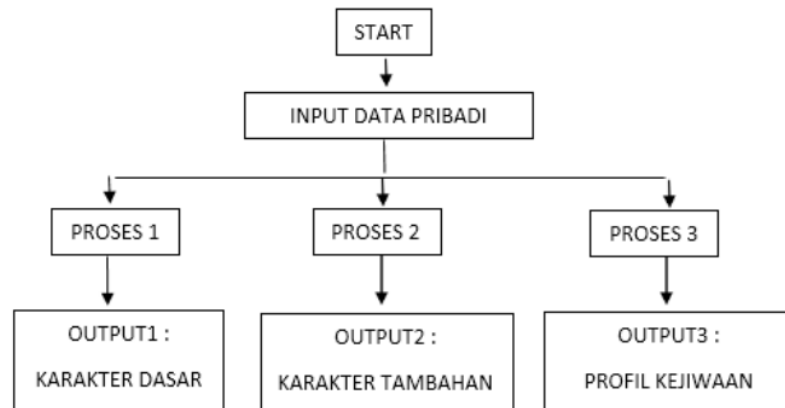 START
INPUT DATA PRIBADI
PROSES 1
PROSES 2
PROSES 3
OUTPUT1 :
KARAKTER DASAR
OUTPUT2 :
KARAKTER TAMBAHAN
OUTPUT3 :
PROFIL KEJIWAAN